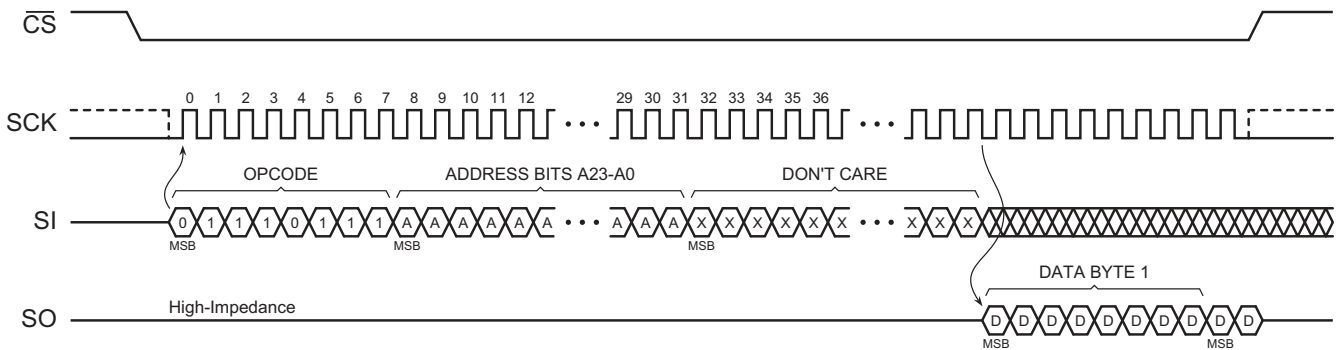 CS
0 1 2 3 4 5 6 7 8 9 10 11 12 29 30 31 32 33 34 35 36
SCK
OPCODE ADDRESS BITS A23-A0 DON'T CARE
SI 0 1 1 1 0 1 1 1 A A A A A A A A A X X X X X X X X X
MSB MSB MSB
DATA BYTE 1
High-Impedance
SO D D D D D D D D D D
MSB MSB